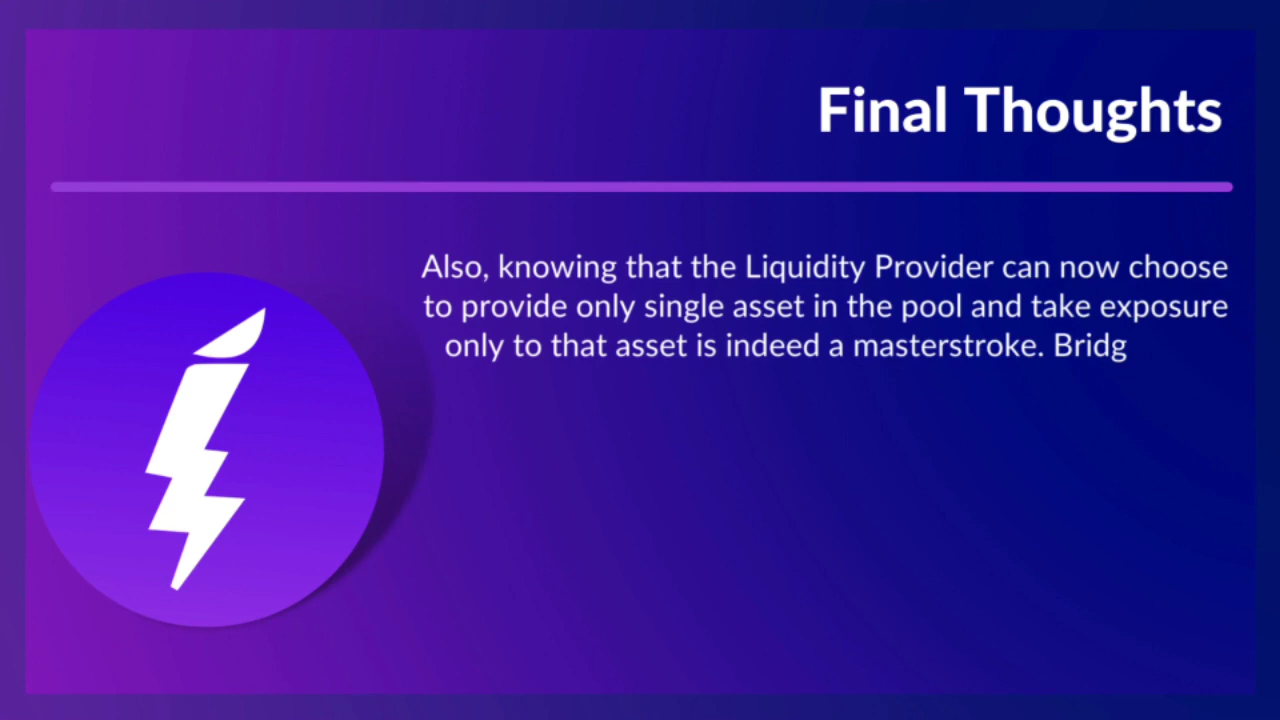 Final Thoughts
Also, knowing that the Liquidity Provider can now choose
to provide only single asset in the pool and take exposure
only to that asset is indeed a masterstroke. Bridg